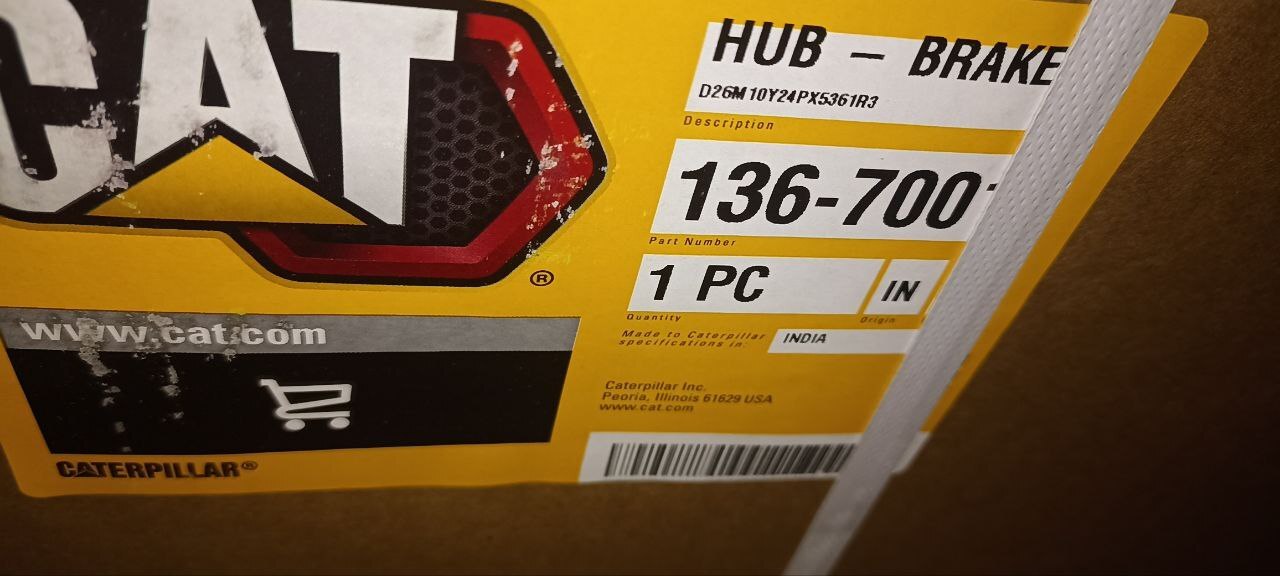 CAT
®
www.cat.com
CATERPILLAR®
HUB – BRAKE
D26M10Y24PX5361R3
Description
136-700
Part Number
1 PC
IN
Quantity
Origin
Made to Caterpillar
specifications in:
INDIA
Caterpillar Inc.
Peoria, Illinois 61629 USA
www.cat.com